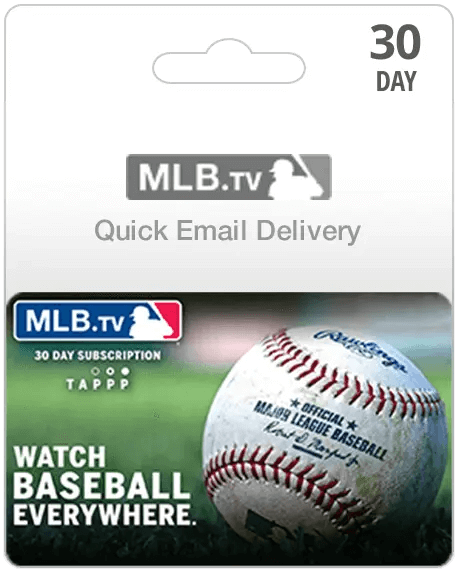 30
DAY
MLB.TV
Quick Email Delivery
MLB.TV
30 DAY SUBSCRIPTION
TAPPP
WATCH
BASEBALL
EVERYWHERE.
Rawlings
OFFICIAL
MAJOR LEAGUE BASEBALL